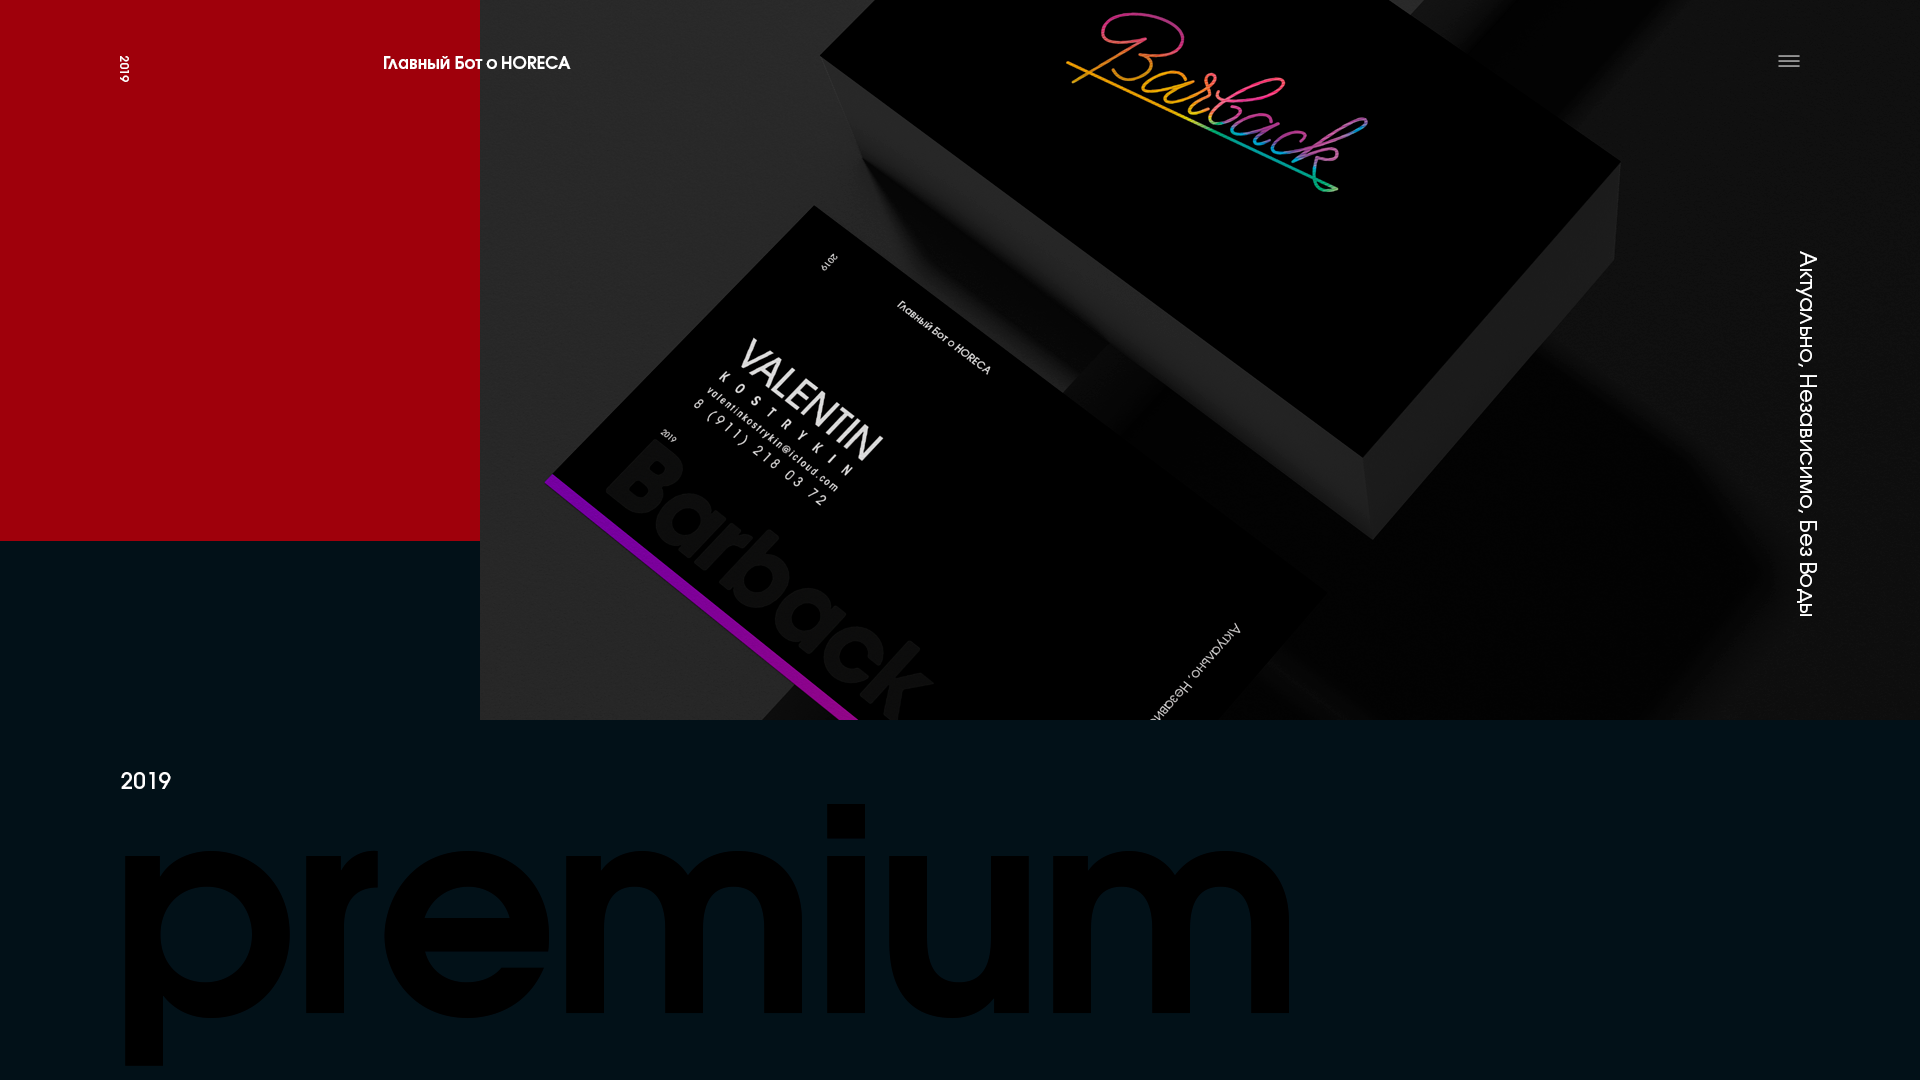 2019
Главный Бот о HORECA
Barback
2019
Главный Бот о HORECA
VALENTIN
KOSTRYKIN
valentinkostrykin@icloud.com
8 (911) 218 03 72
2019
Barback
Актуально, Незави
Актуально, Независимо, Без Воды
2019
premium